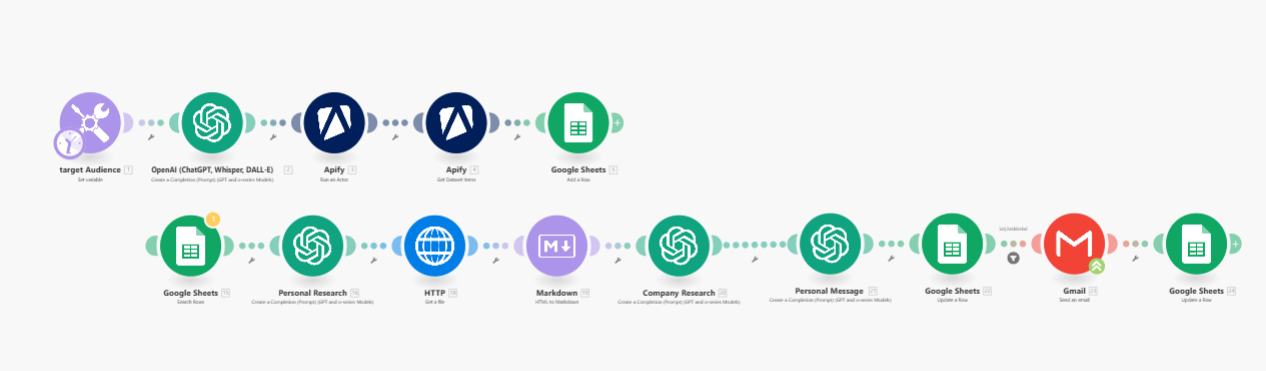 target Audience 1
Set variable
OpenAI (ChatGPT, Whisper, DALL-E) 2
Create a Completion (Prompt) (GPT and o-series Models)
Apify 3
Run an Actor
Apify 4
Get Dataset Items
Google Sheets 5
Add a Row
1
Google Sheets 15
Search Rows
Personal Research 16
Create a Completion (Prompt) (GPT and o-series Models)
HTTP 18
Get a file
Markdown 19
HTML to Markdown
Company Research 20
Create a Completion (Prompt) (GPT and o-series Models)
Personal Message 21
Create a Completion (Prompt) (GPT and o-series Models)
Google Sheets 22
Update a Row
Gmail 23
Send an email
Google Sheets 24
Update a Row